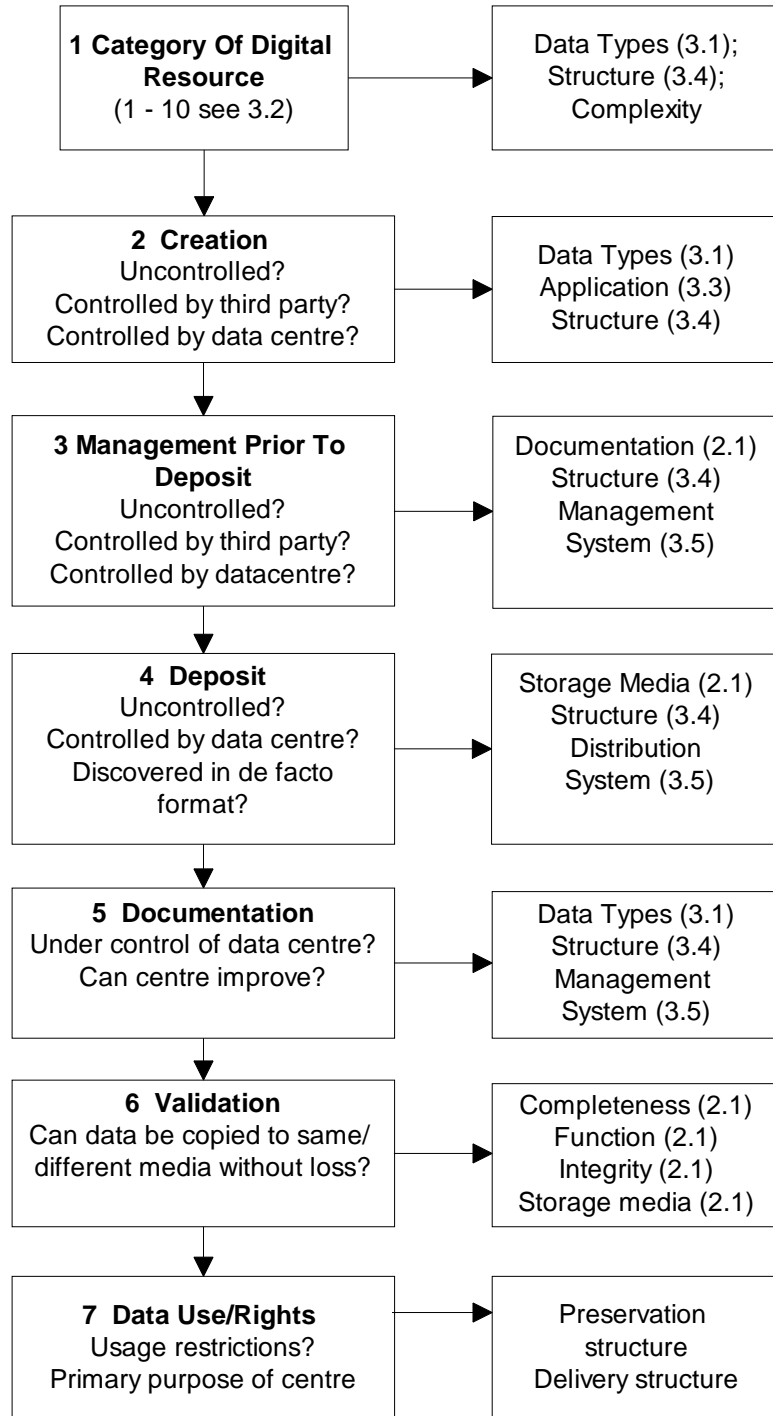 1 Category Of Digital
Resource
(1 - 10 see 3.2)
Data Types (3.1);
Structure (3.4);
Complexity
2  Creation
Uncontrolled?
Controlled by third party?
Controlled by data centre?
Data Types (3.1)
Application (3.3)
Structure (3.4)
3 Management Prior To
Deposit
Uncontrolled?
Controlled by third party?
Controlled by datacentre?
Documentation (2.1)
Structure (3.4)
Management
System (3.5)
4  Deposit
Uncontrolled?
Controlled by data centre?
Discovered in de facto
format?
Storage Media (2.1)
Structure (3.4)
Distribution
System (3.5)
5  Documentation
Under control of data centre?
Can centre improve?
Data Types (3.1)
Structure (3.4)
Management
System (3.5)
6  Validation
Can data be copied to same/
different media without loss?
Completeness (2.1)
Function (2.1)
Integrity (2.1)
Storage media (2.1)
7  Data Use/Rights
Usage restrictions?
Primary purpose of centre
Preservation
structure
Delivery structure